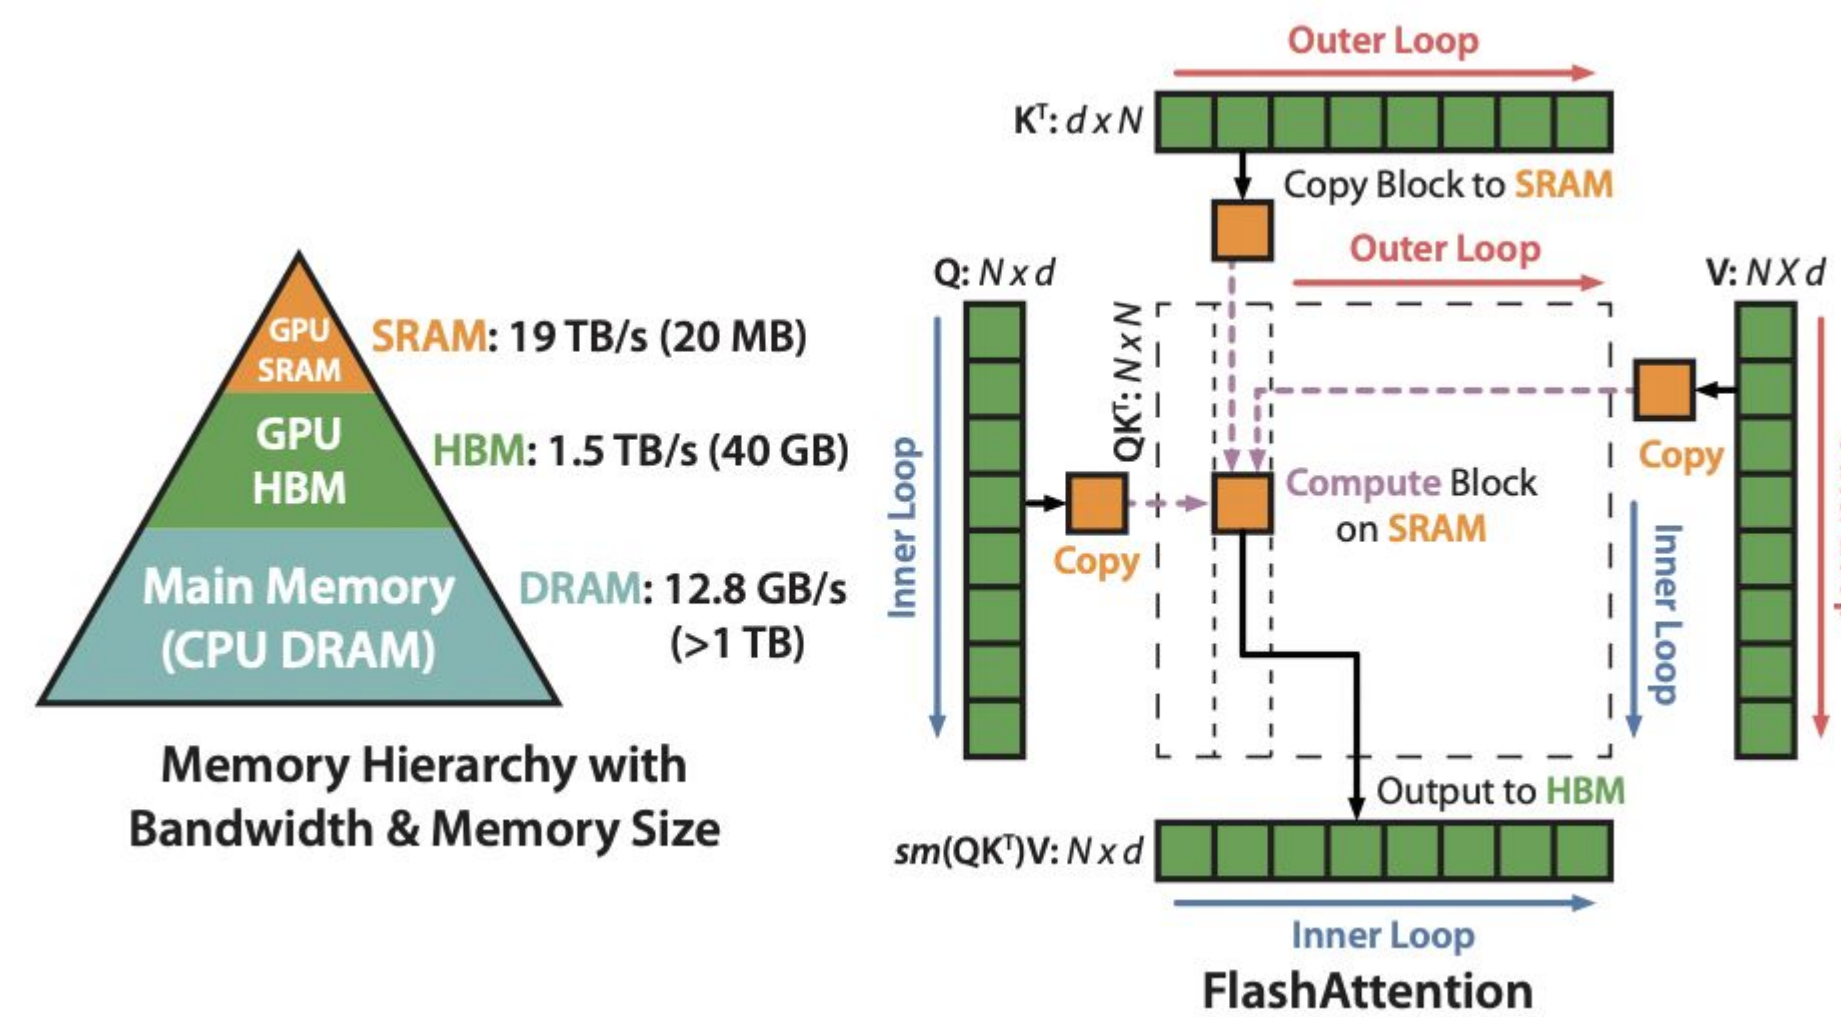 GPU
SRAM
SRAM: 19 TB/s (20 MB)
GPU
HBM
HBM: 1.5 TB/s (40 GB)
Main Memory
(CPU DRAM)
DRAM: 12.8 GB/s
(>1 TB)
Memory Hierarchy with
Bandwidth & Memory Size
Outer Loop
Kᵀ: d x N
Copy Block to SRAM
Outer Loop
Q: N x d
V: N X d
QKᵀ: N x N
Inner Loop
Copy
Compute Block
on SRAM
Copy
Inner Loop
Output to HBM
sm(QKᵀ)V: N x d
Inner Loop
FlashAttention